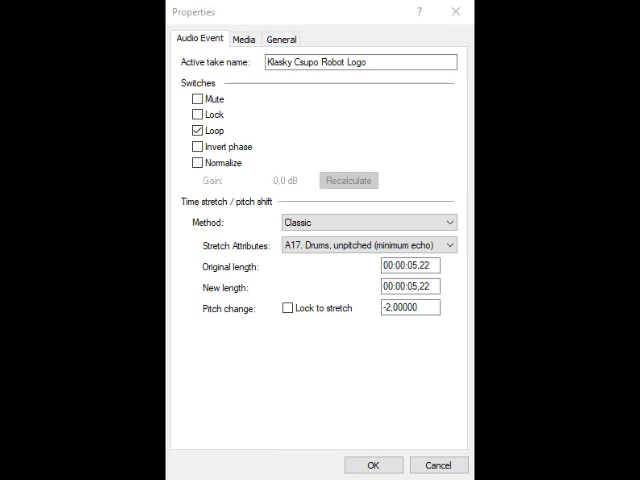 Properties ?
Audio Event Media General
Active take name: Klasky Csupo Robot Logo
Switches
Mute
Lock
Loop
Invert phase
Normalize
Gain: 0,0 dB Recalculate
Time stretch / pitch shift
Method: Classic
Stretch Attributes: A17. Drums, unpitched (minimum echo)
Original length: 00:00:05,22
New length: 00:00:05,22
Pitch change: Lock to stretch -2,00000
OK Cancel